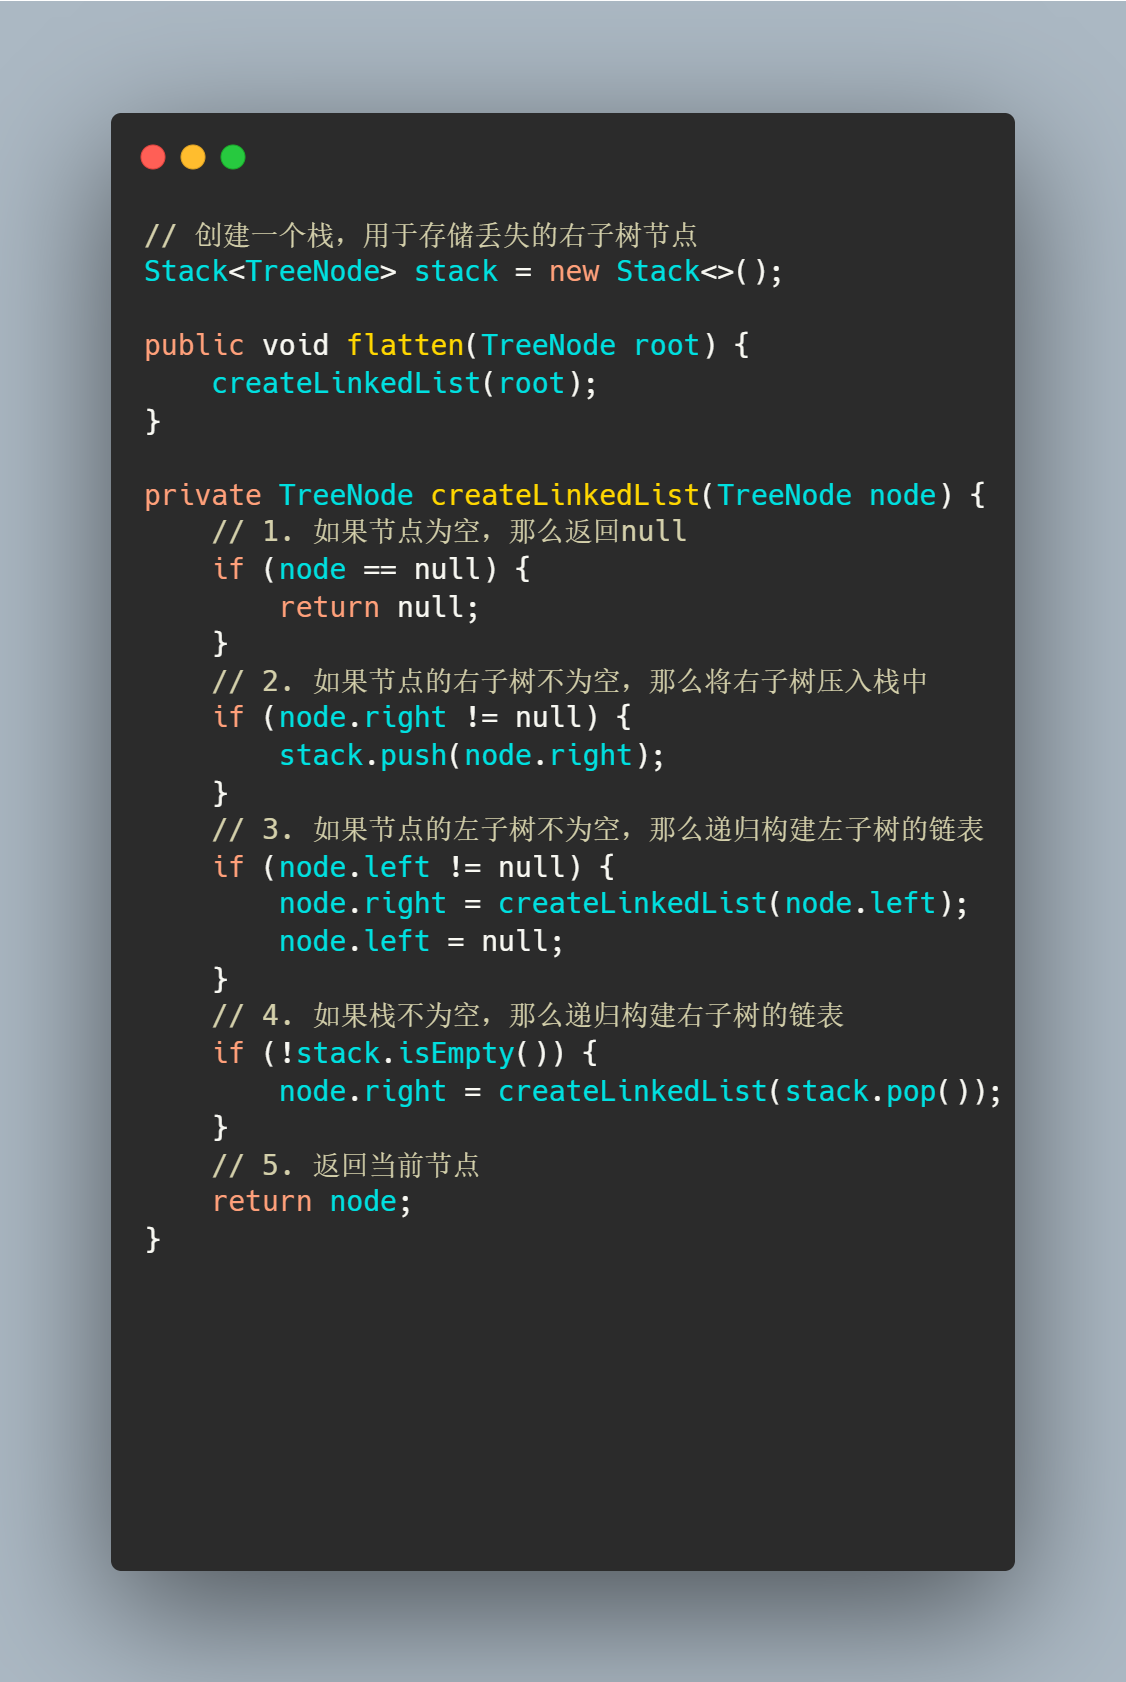 // 创建一个栈，用于存储丢失的右子树节点
Stack<TreeNode> stack = new Stack<>();
public void flatten(TreeNode root) {
    createLinkedList(root);
}
private TreeNode createLinkedList(TreeNode node) {
    // 1. 如果节点为空，那么返回null
    if (node == null) {
        return null;
    }
    // 2. 如果节点的右子树不为空，那么将右子树压入栈中
    if (node.right != null) {
        stack.push(node.right);
    }
    // 3. 如果节点的左子树不为空，那么递归构建左子树的链表
    if (node.left != null) {
        node.right = createLinkedList(node.left);
        node.left = null;
    }
    // 4. 如果栈不为空，那么递归构建右子树的链表
    if (!stack.isEmpty()) {
        node.right = createLinkedList(stack.pop());
    }
    // 5. 返回当前节点
    return node;
}